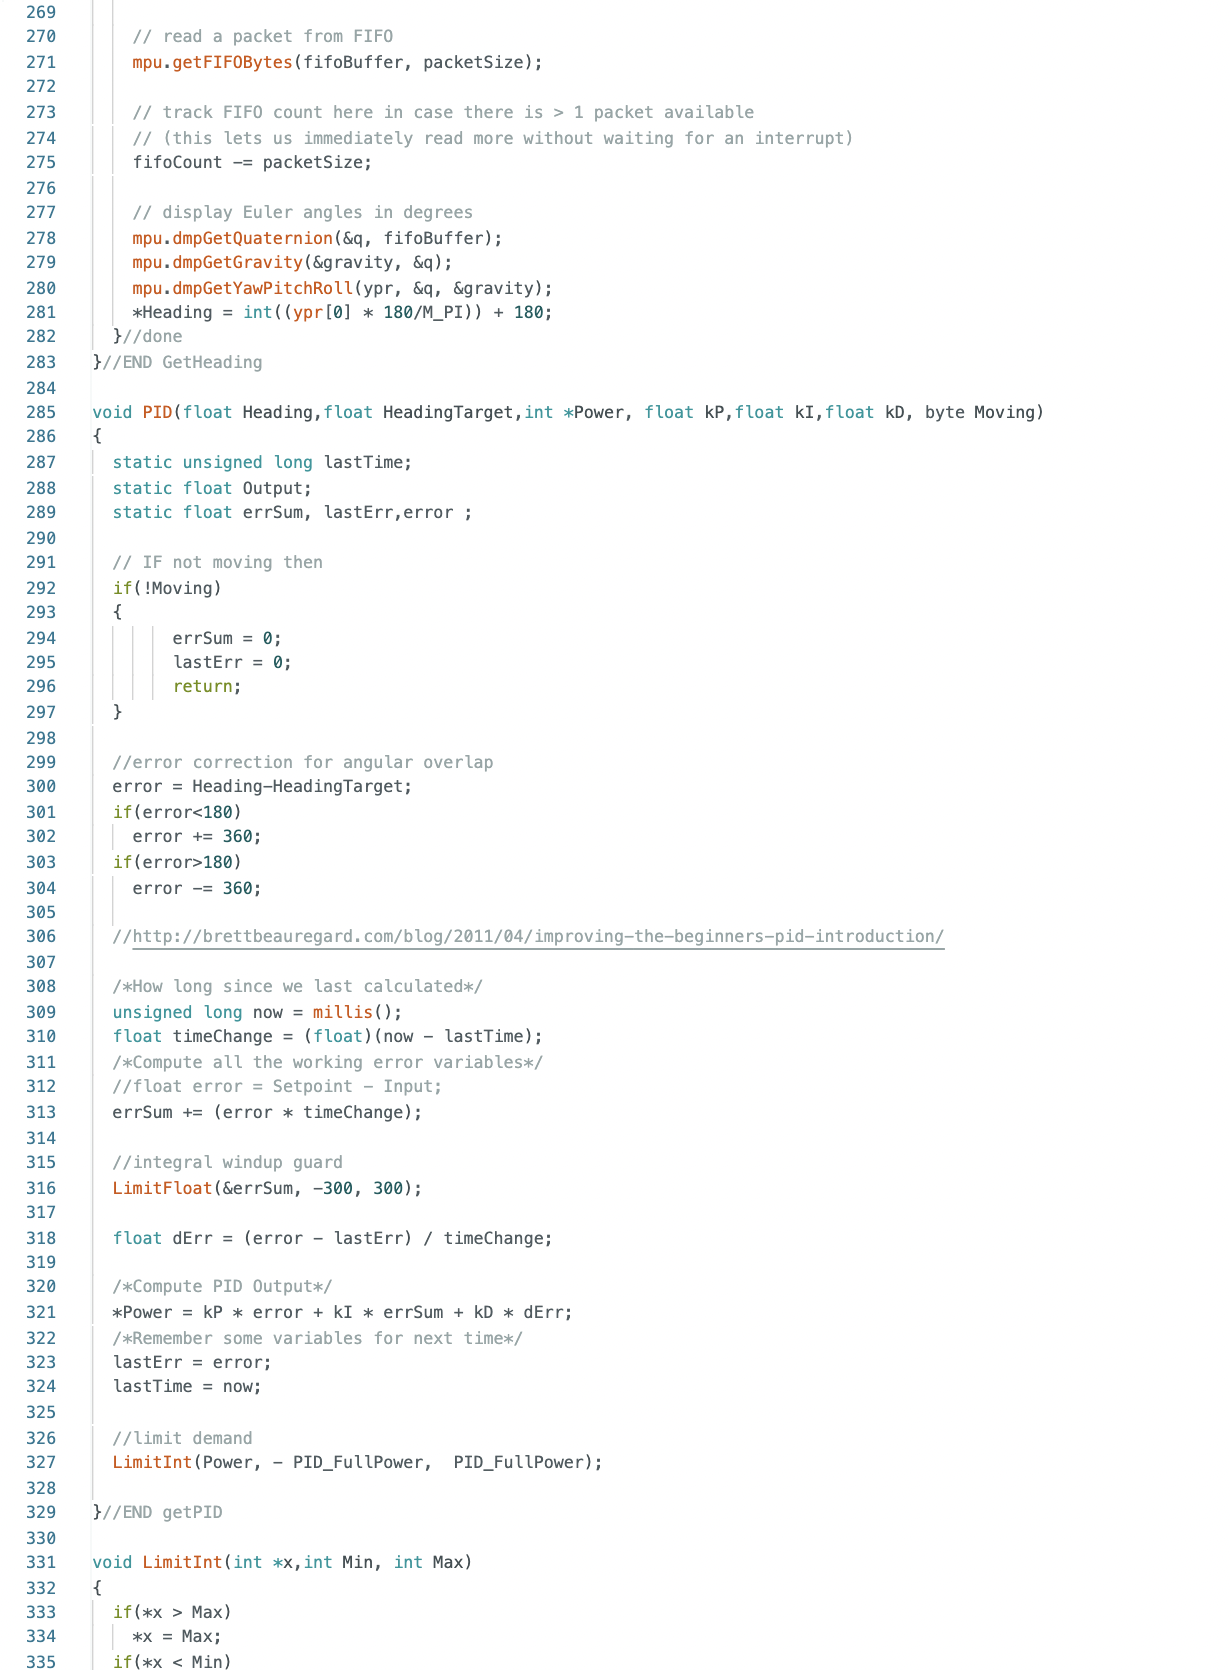 269
270 // read a packet from FIFO
271 mpu.getFIFOBytes(fifoBuffer, packetSize);
272
273 // track FIFO count here in case there is > 1 packet available
274 // (this lets us immediately read more without waiting for an interrupt)
275 fifoCount -= packetSize;
276
277 // display Euler angles in degrees
278 mpu.dmpGetQuaternion(&q, fifoBuffer);
279 mpu.dmpGetGravity(&gravity, &q);
280 mpu.dmpGetYawPitchRoll(ypr, &q, &gravity);
281 *Heading = int((ypr[0] * 180/M_PI)) + 180;
282 }//done
283 }//END GetHeading
284
285 void PID(float Heading,float HeadingTarget,int *Power, float kP,float kI,float kD, byte Moving)
286 {
287 static unsigned long lastTime;
288 static float Output;
289 static float errSum, lastErr,error ;
290
291 // IF not moving then
292 if(!Moving)
293 {
294 errSum = 0;
295 lastErr = 0;
296 return;
297 }
298
299 //error correction for angular overlap
300 error = Heading-HeadingTarget;
301 if(error<180)
302 error += 360;
303 if(error>180)
304 error -= 360;
305
306 //http://brettbeauregard.com/blog/2011/04/improving-the-beginners-pid-introduction/
307
308 /*How long since we last calculated*/
309 unsigned long now = millis();
310 float timeChange = (float)(now - lastTime);
311 /*Compute all the working error variables*/
312 //float error = Setpoint - Input;
313 errSum += (error * timeChange);
314
315 //integral windup guard
316 LimitFloat(&errSum, -300, 300);
317
318 float dErr = (error - lastErr) / timeChange;
319
320 /*Compute PID Output*/
321 *Power = kP * error + kI * errSum + kD * dErr;
322 /*Remember some variables for next time*/
323 lastErr = error;
324 lastTime = now;
325
326 //limit demand
327 LimitInt(Power, - PID_FullPower,  PID_FullPower);
328
329 }//END getPID
330
331 void LimitInt(int *x,int Min, int Max)
332 {
333 if(*x > Max)
334 *x = Max;
335 if(*x < Min)